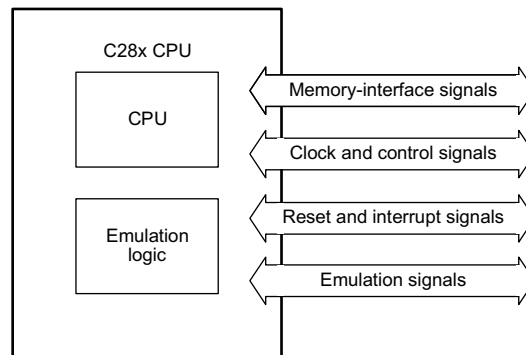 C28x CPU
CPU
Emulation
logic
Memory-interface signals
Clock and control signals
Reset and interrupt signals
Emulation signals